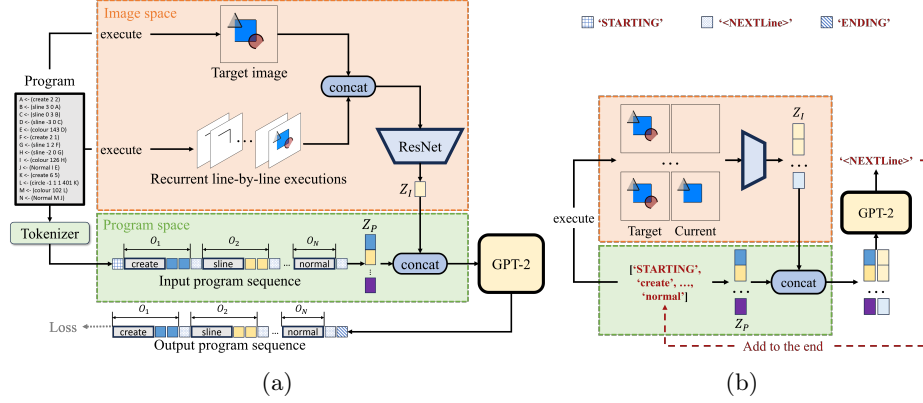 Image space
execute
Target image
Program
A <- (create 2 2)
B <- (sline 3 0 A)
C <- (sline 0 3 B)
D <- (sline -3 0 C)
E <- (colour 143 D)
F <- (create 2 1)
G <- (sline 1 2 F)
H <- (sline -2 0 G)
I <- (colour 126 H)
K <- (create 6 5)
L <- (circle -1 1 1 401 K)
M <- (colour 102 L)
execute
Recurrent line-by-line executions
concat
ResNet
Z_I
Tokenizer
Program space
O_1
O_2
O_N
create
sline
...
normal
Input program sequence
Z_P
concat
GPT-2
Loss
O_1
O_2
O_N
create
sline
...
normal
Output program sequence
(a)
‘STARTING’
‘<NEXTLine>’
‘ENDING’
execute
...
Target
Current
Z_I
...
‘<NEXTLine>’
GPT-2
[‘STARTING’,
‘create’, ...,
‘normal’]
...
Z_P
concat
...
Add to the end
(b)